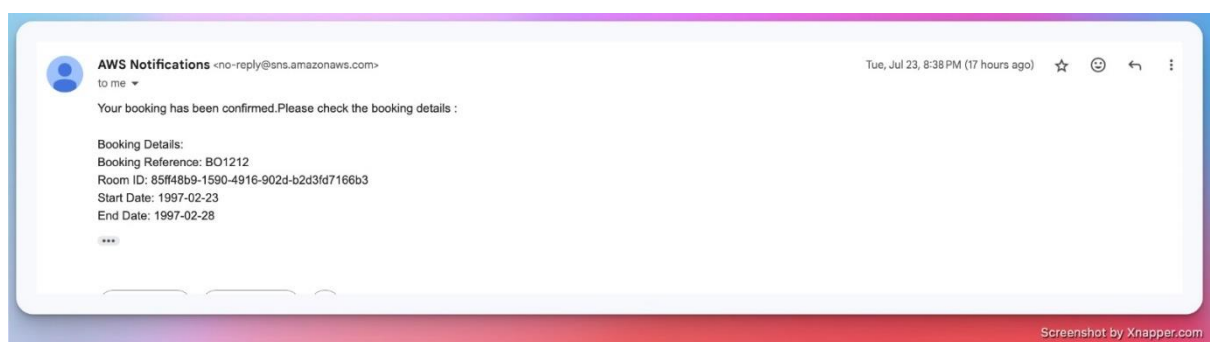 AWS Notifications <no-reply@sns.amazonaws.com>
Tue, Jul 23, 8:38 PM (17 hours ago)
to me
Your booking has been confirmed.Please check the booking details :
Booking Details:
Booking Reference: BO1212
Room ID: 85ff48b9-1590-4916-902d-b2d3fd7166b3
Start Date: 1997-02-23
End Date: 1997-02-28
Screenshot by Xnapper.com